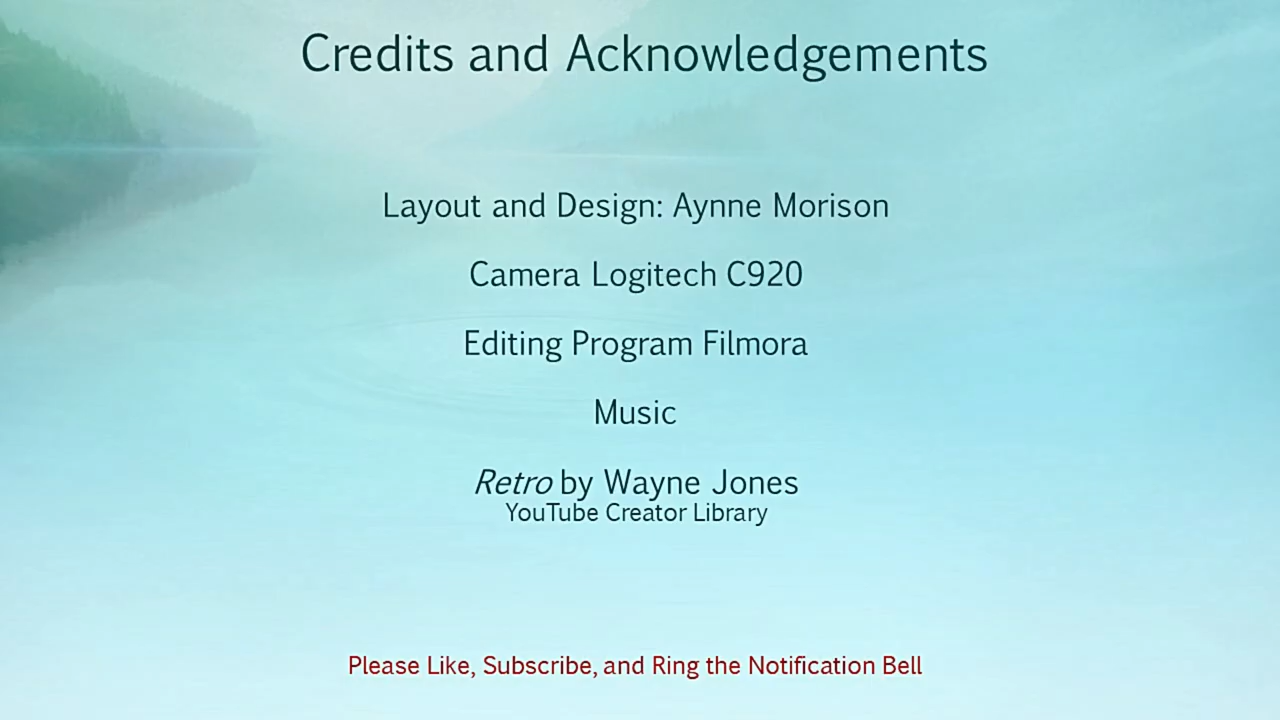 Credits and Acknowledgements
Layout and Design: Aynne Morison
Camera Logitech C920
Editing Program Filmora
Music
Retro by Wayne Jones
YouTube Creator Library
Please Like, Subscribe, and Ring the Notification Bell